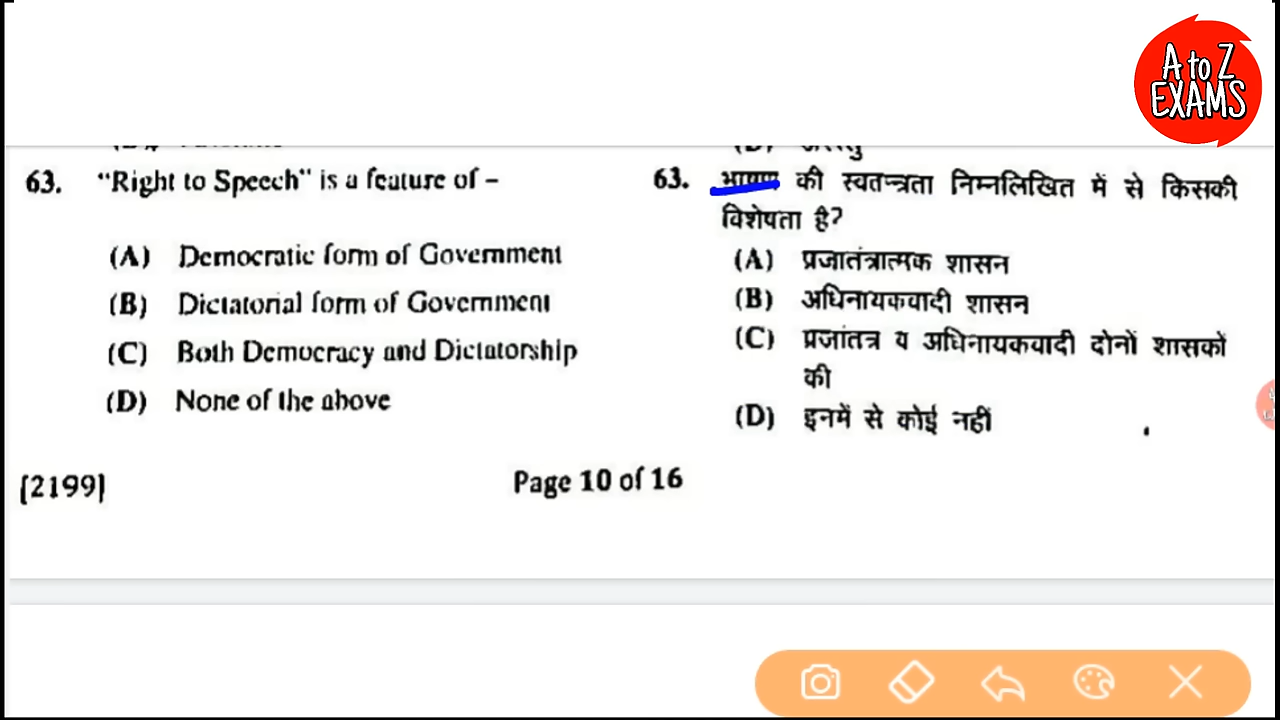 A to Z
EXAMS
63. "Right to Speech" is a feature of –
(A) Democratic form of Government
(B) Dictatorial form of Government
(C) Both Democracy and Dictatorship
(D) None of the above
63. भाषण की स्वतन्त्रता निम्नलिखित में से किसकी
विशेषता है?
(A) प्रजातंत्रात्मक शासन
(B) अधिनायकवादी शासन
(C) प्रजांतत्र व अधिनायकवादी दोनों शासकों
की
(D) इनमें से कोई नहीं
[2199]
Page 10 of 16